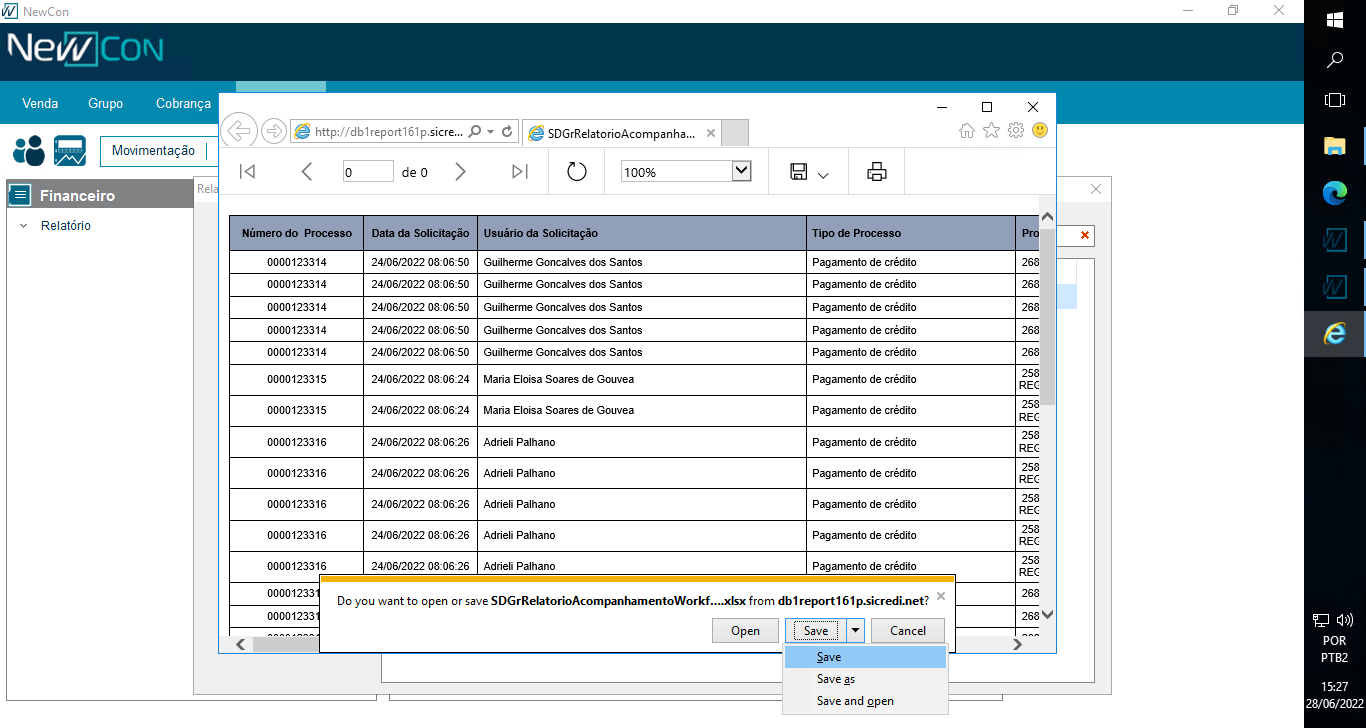 NewCon
NEWCON
Venda Grupo Cobrança
http://db1report161p.sicre...
SDGrRelatorioAcompanha...
Movimentação
0 de 0 100%
Financeiro
Rela
Relatório
Número do Processo Data da Solicitação Usuário da Solicitação Tipo de Processo Pro
0000123314 24/06/2022 08:06:50 Guilherme Goncalves dos Santos Pagamento de crédito 268
0000123314 24/06/2022 08:06:50 Guilherme Goncalves dos Santos Pagamento de crédito 268
0000123314 24/06/2022 08:06:50 Guilherme Goncalves dos Santos Pagamento de crédito 268
0000123314 24/06/2022 08:06:50 Guilherme Goncalves dos Santos Pagamento de crédito 268
0000123314 24/06/2022 08:06:50 Guilherme Goncalves dos Santos Pagamento de crédito 268
0000123315 24/06/2022 08:06:24 Maria Eloisa Soares de Gouvea Pagamento de crédito 258
REG
0000123315 24/06/2022 08:06:24 Maria Eloisa Soares de Gouvea Pagamento de crédito 258
REG
0000123316 24/06/2022 08:06:26 Adrieli Palhano Pagamento de crédito 258
REG
0000123316 24/06/2022 08:06:26 Adrieli Palhano Pagamento de crédito 258
REG
0000123316 24/06/2022 08:06:26 Adrieli Palhano Pagamento de crédito 258
REG
0000123316 24/06/2022 08:06:26 Adrieli Palhano Pagamento de crédito 258
REG
0000123316 24/06/2022 08:06:26 Adrieli Palhano Pagamento de crédito 258
REG
000012331 268
000012331 268
Do you want to open or save SDGrRelatorioAcompanhamentoWorkf....xlsx from db1report161p.sicredi.net?
Open Save Cancel
Save
Save as
Save and open
POR
PTB2
15:27
28/06/2022